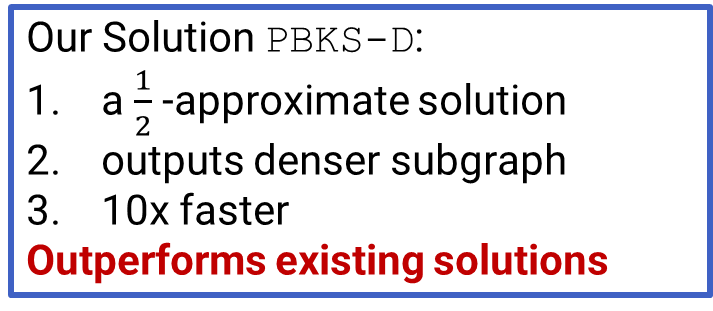 Our Solution PBKS-D:
1. a 1/2 -approximate solution
2. outputs denser subgraph
3. 10x faster
Outperforms existing solutions